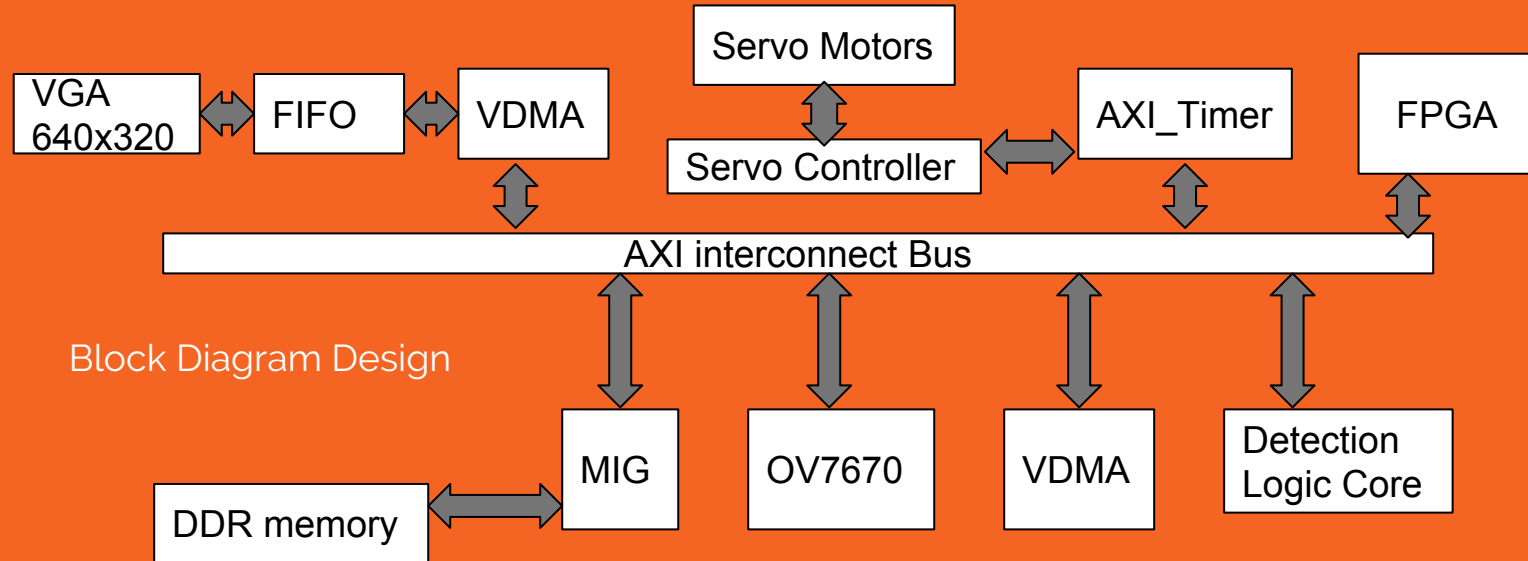 Servo Motors
VGA
640x320
FIFO
VDMA
AXI_Timer
FPGA
Servo Controller
AXI interconnect Bus
Block Diagram Design
MIG
OV7670
VDMA
Detection
Logic Core
DDR memory